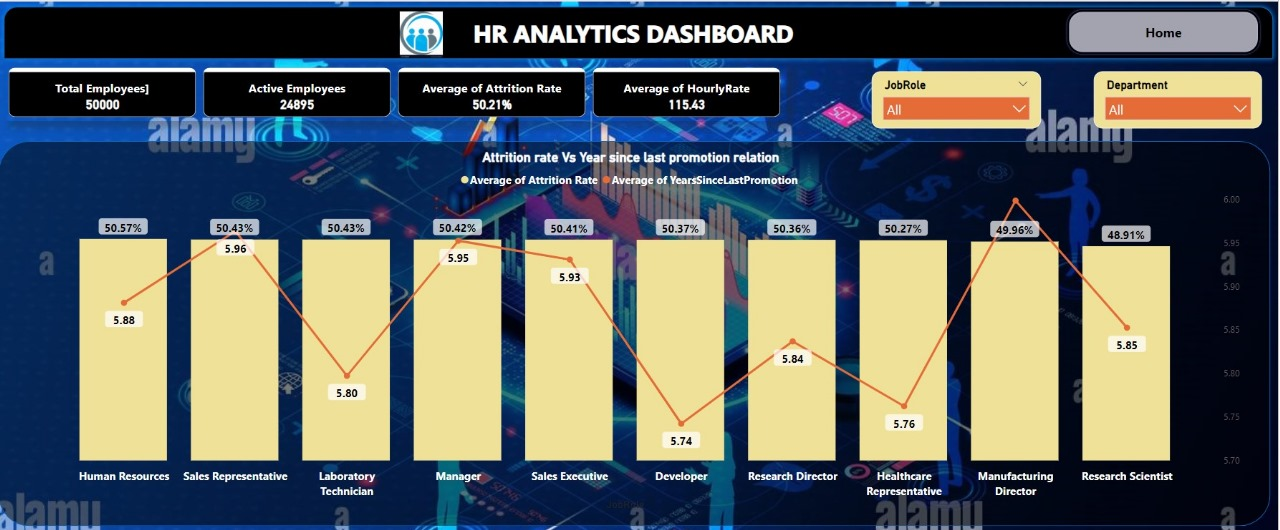 HR ANALYTICS DASHBOARD
Home
Total Employees]
50000
Active Employees
24895
Average of Attrition Rate
50.21%
Average of HourlyRate
115.43
JobRole
All
Department
All
alamy
a
a
alamy
Attrition rate Vs Year since last promotion relation
Average of Attrition Rate Average of YearsSinceLastPromotion
50.57% 50.43% 50.43% 50.42% 50.41% 50.37% 50.36% 50.27% 49.96% 48.91%
5.88 5.96 5.80 5.95 5.93 5.74 5.84 5.76 5.85
6.00
5.95
5.90
5.85
5.80
5.75
5.70
Human Resources Sales Representative Laboratory Technician Manager Sales Executive Developer Research Director Healthcare Representative Manufacturing Director Research Scientist
alamy
a
a
alamy